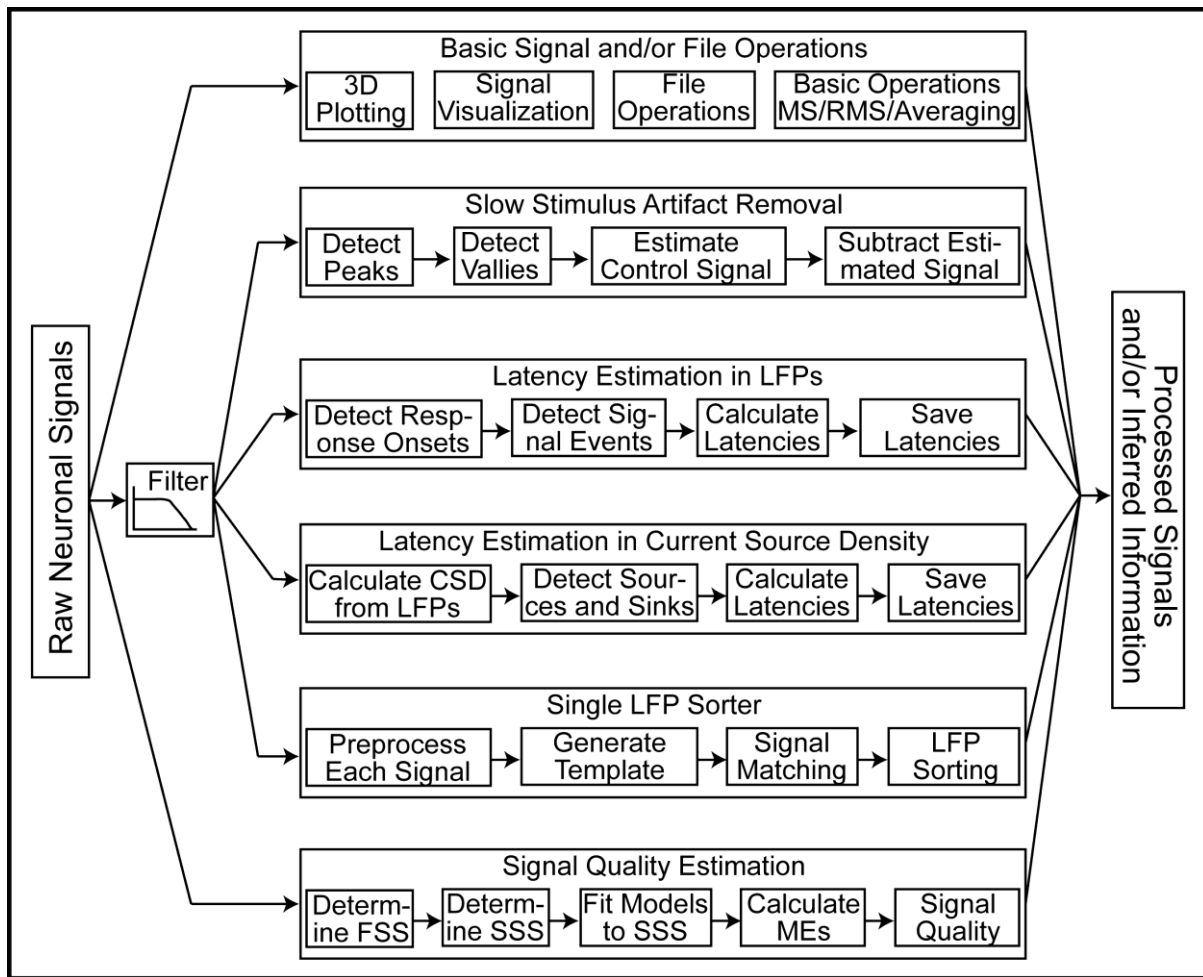 Basic Signal and/or File Operations
3D
Plotting
Signal
Visualization
File
Operations
Basic Operations
MS/RMS/Averaging
Slow Stimulus Artifact Removal
Detect
Peaks
Detect
Vallies
Estimate
Control Signal
Subtract Esti-
mated Signal
Raw Neuronal Signals
Filter
Latency Estimation in LFPs
Detect Resp-
onse Onsets
Detect Sig-
nal Events
Calculate
Latencies
Save
Latencies
Latency Estimation in Current Source Density
Calculate CSD
from LFPs
Detect Sour-
ces and Sinks
Calculate
Latencies
Save
Latencies
Single LFP Sorter
Preprocess
Each Signal
Generate
Template
Signal
Matching
LFP
Sorting
Signal Quality Estimation
Determ-
ine FSS
Determ-
ine SSS
Fit Models
to SSS
Calculate
MEs
Signal
Quality
Processed Signals
and/or Inferred Information